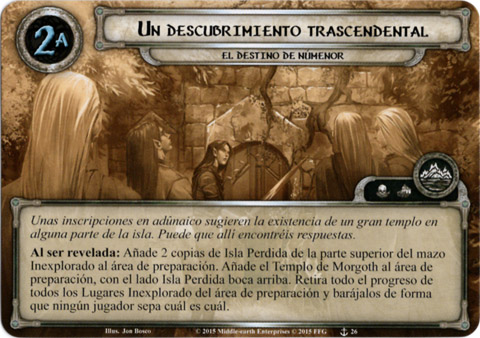 2A
Un descubrimiento trascendental
El destino de Númenor
Unas inscripciones en adûnaico sugieren la existencia de un gran templo en
alguna parte de la isla. Puede que allí encontréis respuestas.
Al ser revelada: Añade 2 copias de Isla Perdida de la parte superior del mazo
Inexplorado al área de preparación. Añade el Templo de Morgoth al área de
preparación, con el lado Isla Perdida boca arriba. Retira todo el progreso de
todos los Lugares Inexplorado del área de preparación y barájalos de forma
que ningún jugador sepa cuál es cuál.
Illus. Jon Bosco © 2015 Middle-earth Enterprises © 2015 FFG 26